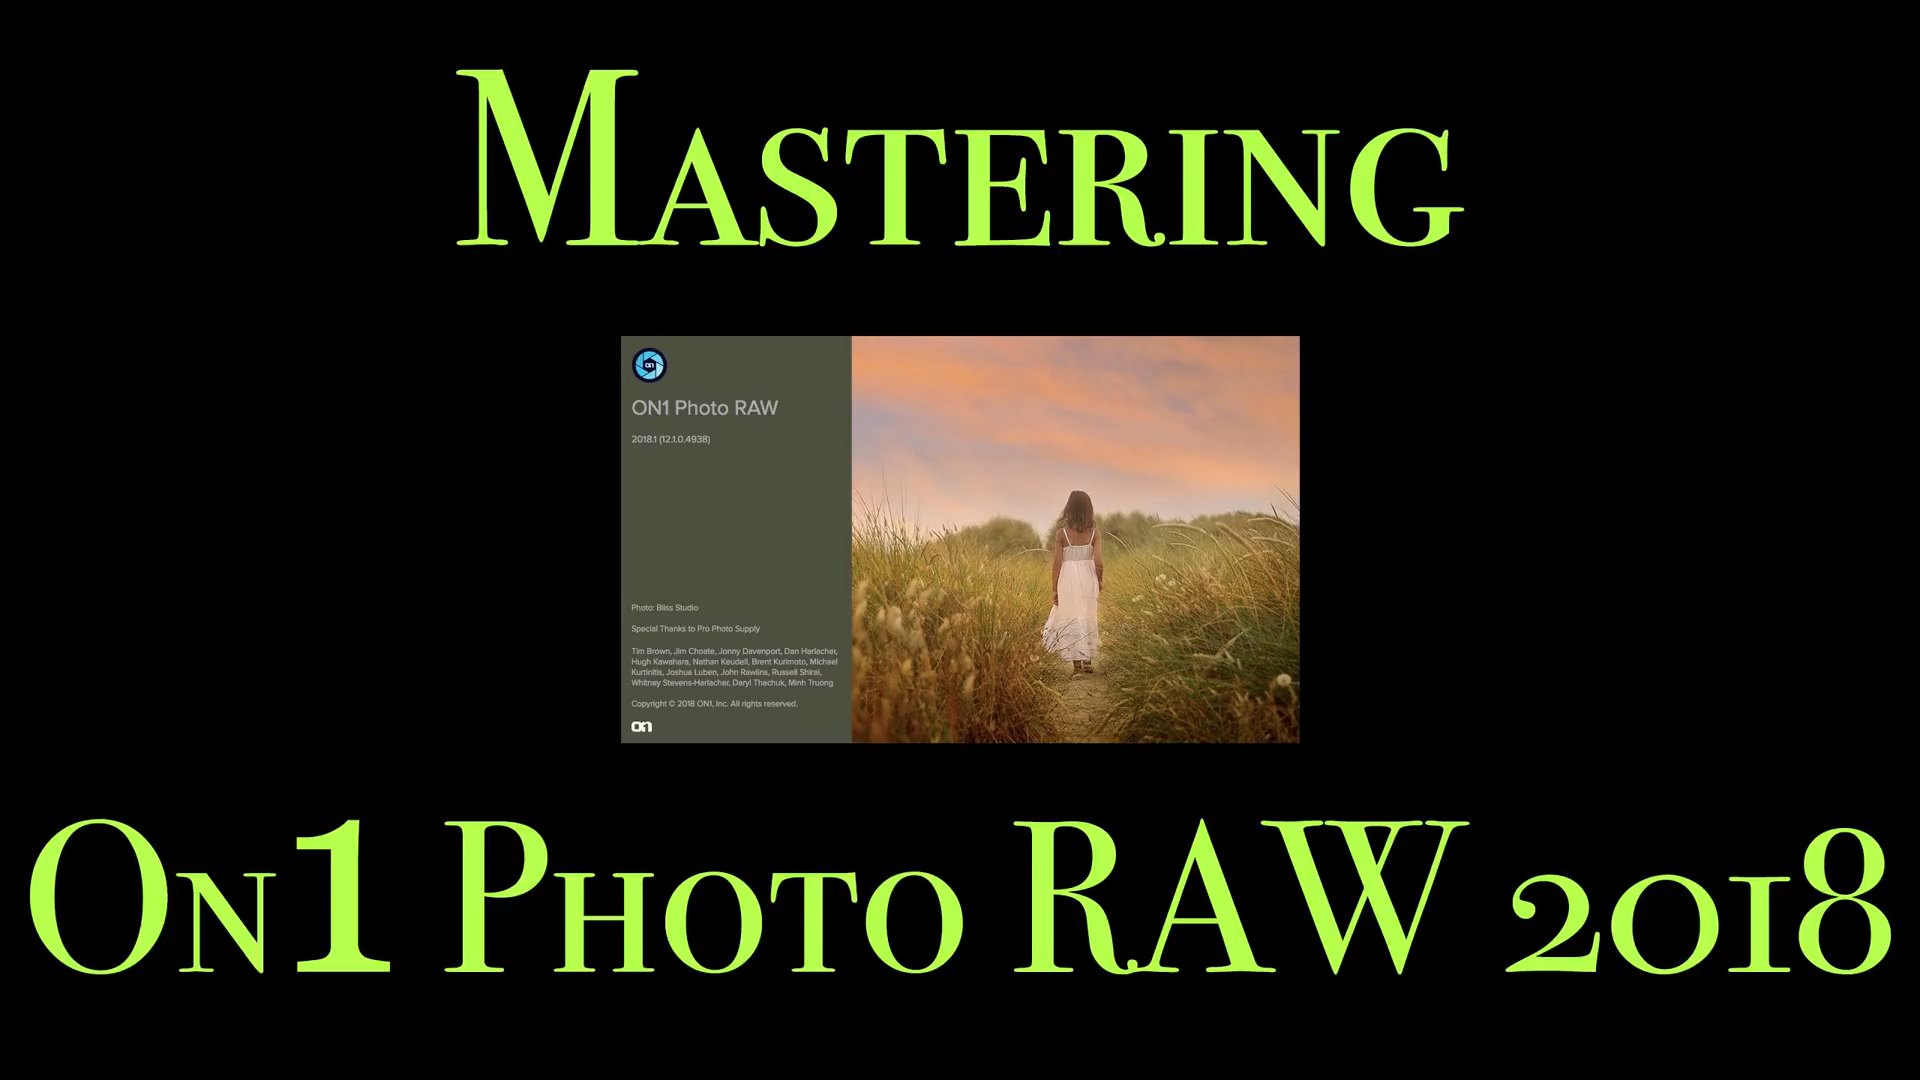 Mastering
ON1
ON1 Photo RAW
2018.1 (12.1.0.4938)
Photo: Bliss Studio
Special Thanks to Pro Photo Supply
Tim Brown, Jim Choate, Jonny Davenport, Dan Harlacher,
Hugh Kawahara, Nathan Keudell, Brent Kurimoto, Michael
Kurtinitis, Joshua Luben, John Rawlins, Russell Shirai,
Whitney Stevens-Harlacher, Daryl Thachuk, Minh Truong
Copyright © 2018 ON1, Inc. All rights reserved.
on1
On1 Photo RAW 2018